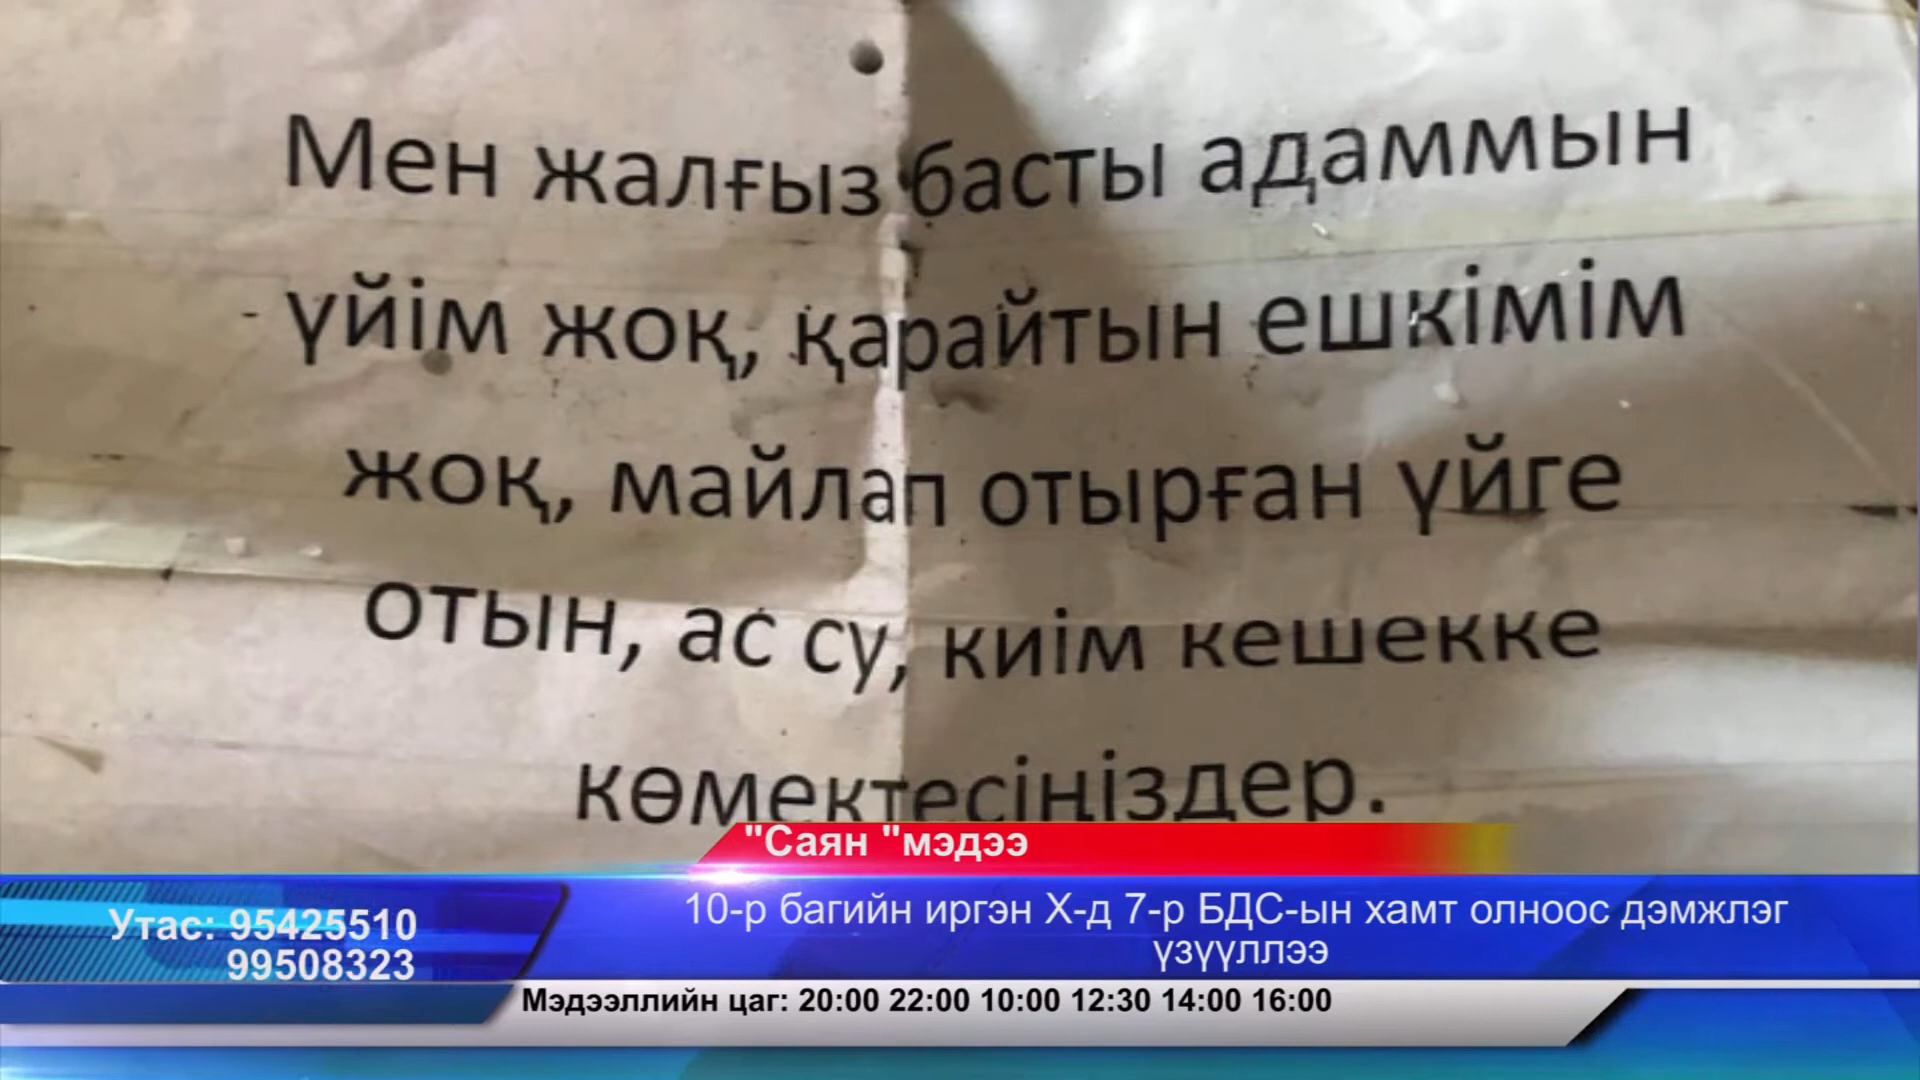 Мен жалғыз басты адаммын
үйім жоқ, қарайтын ешкімім
жоқ, майлап отырған үйге
отын, ас су, киім кешекке
көмектесіңіздер.
"Саян "мэдээ
10-р багийн иргэн Х-д 7-р БДС-ын хамт олноос дэмжлэг
үзүүллээ
Утас: 95425510
99508323
Мэдээллийн цаг: 20:00 22:00 10:00 12:30 14:00 16:00